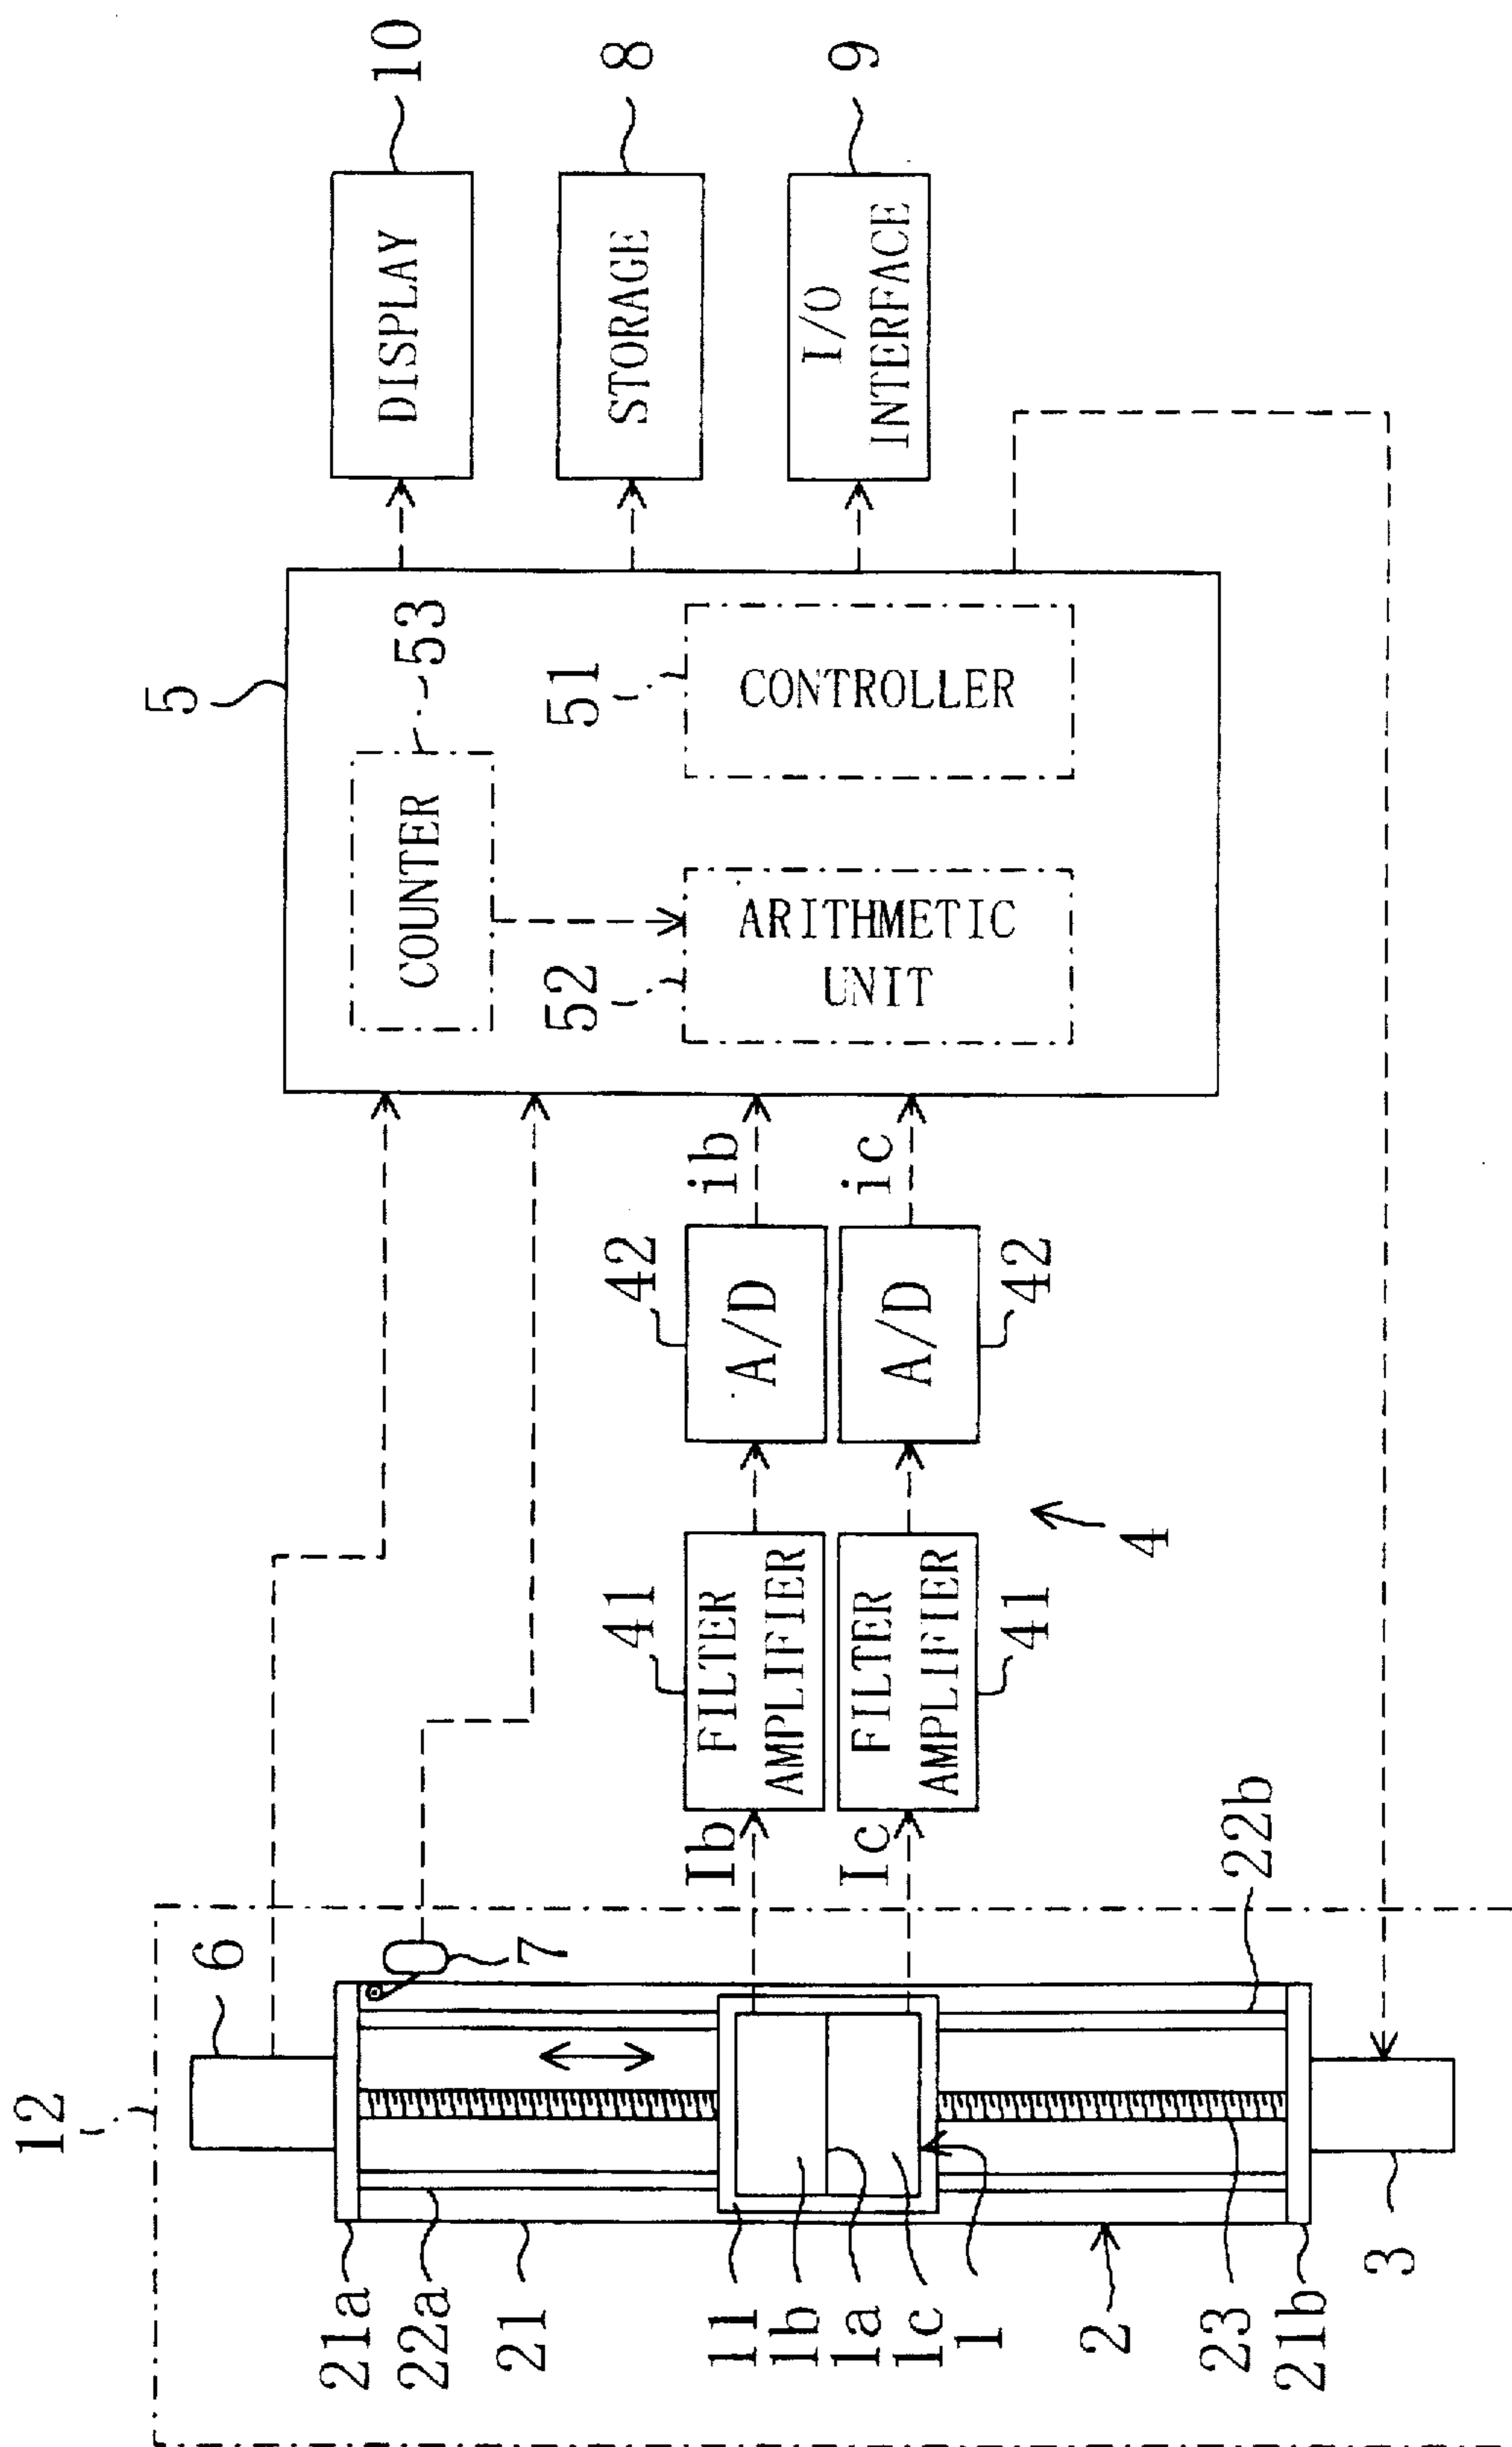 10
DISPLAY
8
STORAGE
9
I/O
INTERFACE
5
53
COUNTER
51
CONTROLLER
52
ARITHMETIC
UNIT
ib
ic
42
A/D
A/D
42
41
FILTER
AMPLIFIER
FILTER
AMPLIFIER
41
4
Ib
Ic
22b
12
6
7
21a
22a
21
11
1b
1a
1c
1
2
23
21b
3